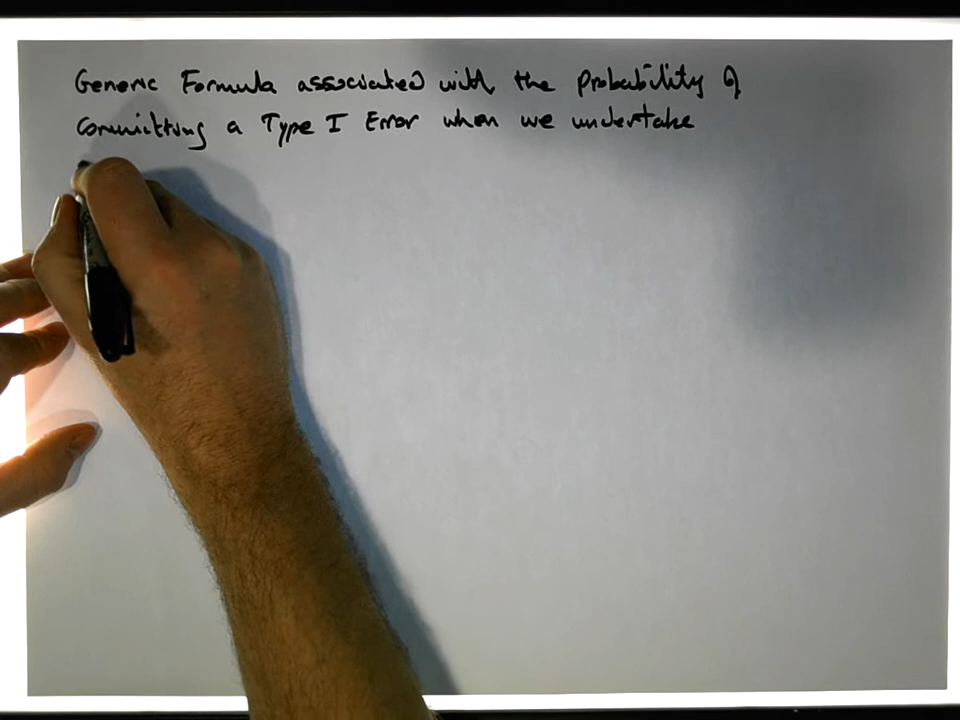 Generic Formula associated with the Probability of
committing a Type I Error when we undertake